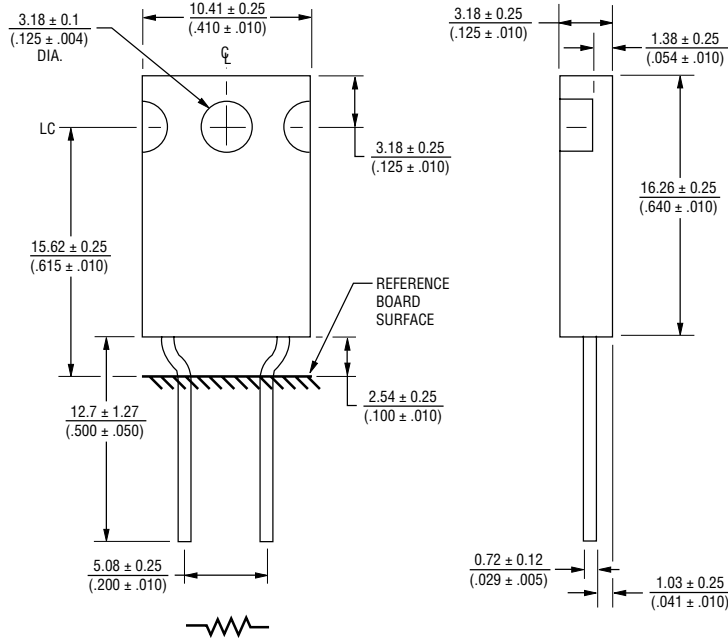 3.18 ± 0.1
(.125 ± .004)
DIA.
10.41 ± 0.25
(.410 ± .010)
℄
LC
3.18 ± 0.25
(.125 ± .010)
15.62 ± 0.25
(.615 ± .010)
REFERENCE
BOARD
SURFACE
2.54 ± 0.25
(.100 ± .010)
12.7 ± 1.27
(.500 ± .050)
5.08 ± 0.25
(.200 ± .010)
3.18 ± 0.25
(.125 ± .010)
1.38 ± 0.25
(.054 ± .010)
16.26 ± 0.25
(.640 ± .010)
0.72 ± 0.12
(.029 ± .005)
1.03 ± 0.25
(.041 ± .010)